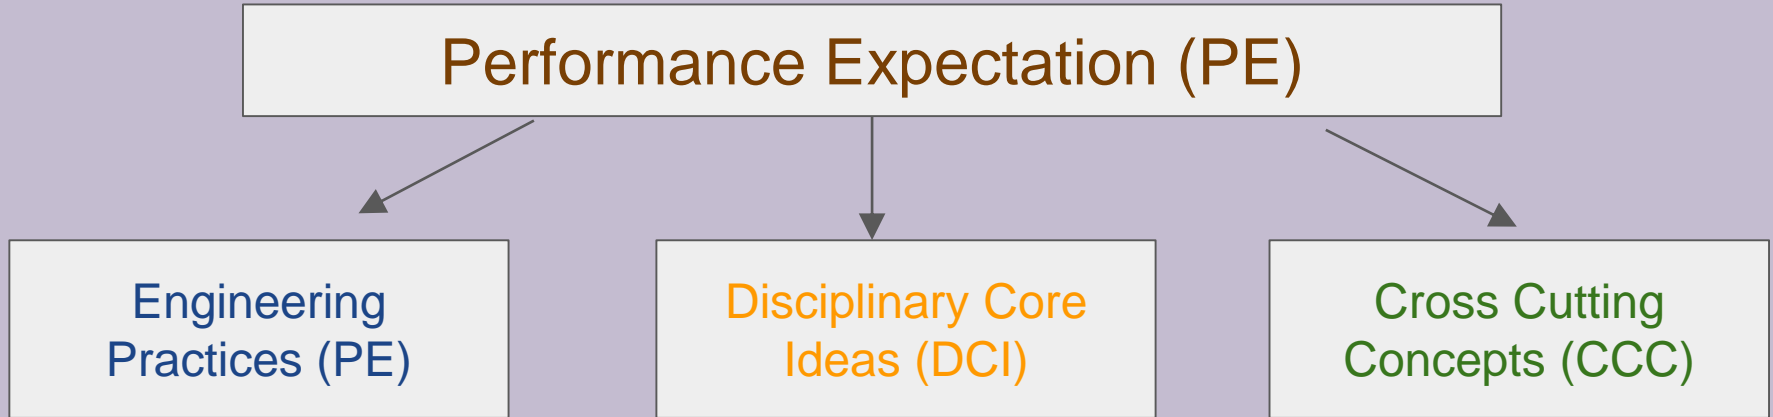 Performance Expectation (PE)
Engineering
Practices (PE)
Disciplinary Core
Ideas (DCI)
Cross Cutting
Concepts (CCC)